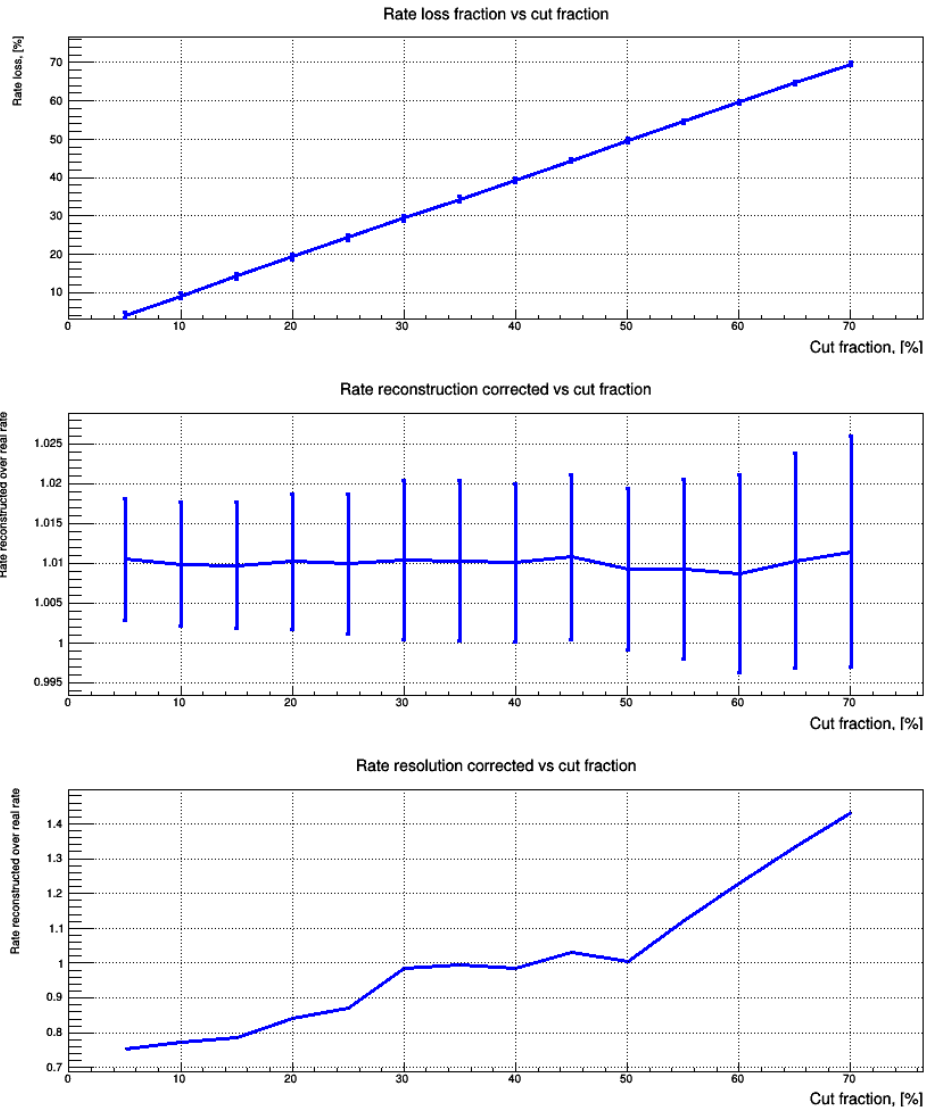 Rate loss fraction vs cut fraction
Rate loss, [%]
70
60
50
40
30
20
10
0 10 20 30 40 50 60 70
Cut fraction, [%]
Rate reconstruction corrected vs cut fraction
Rate reconstructed over real rate
1.025
1.02
1.015
1.01
1.005
1
0.995
0 10 20 30 40 50 60 70
Cut fraction, [%]
Rate resolution corrected vs cut fraction
Rate reconstructed over real rate
1.4
1.3
1.2
1.1
1
0.9
0.8
0.7
0 10 20 30 40 50 60 70
Cut fraction, [%]